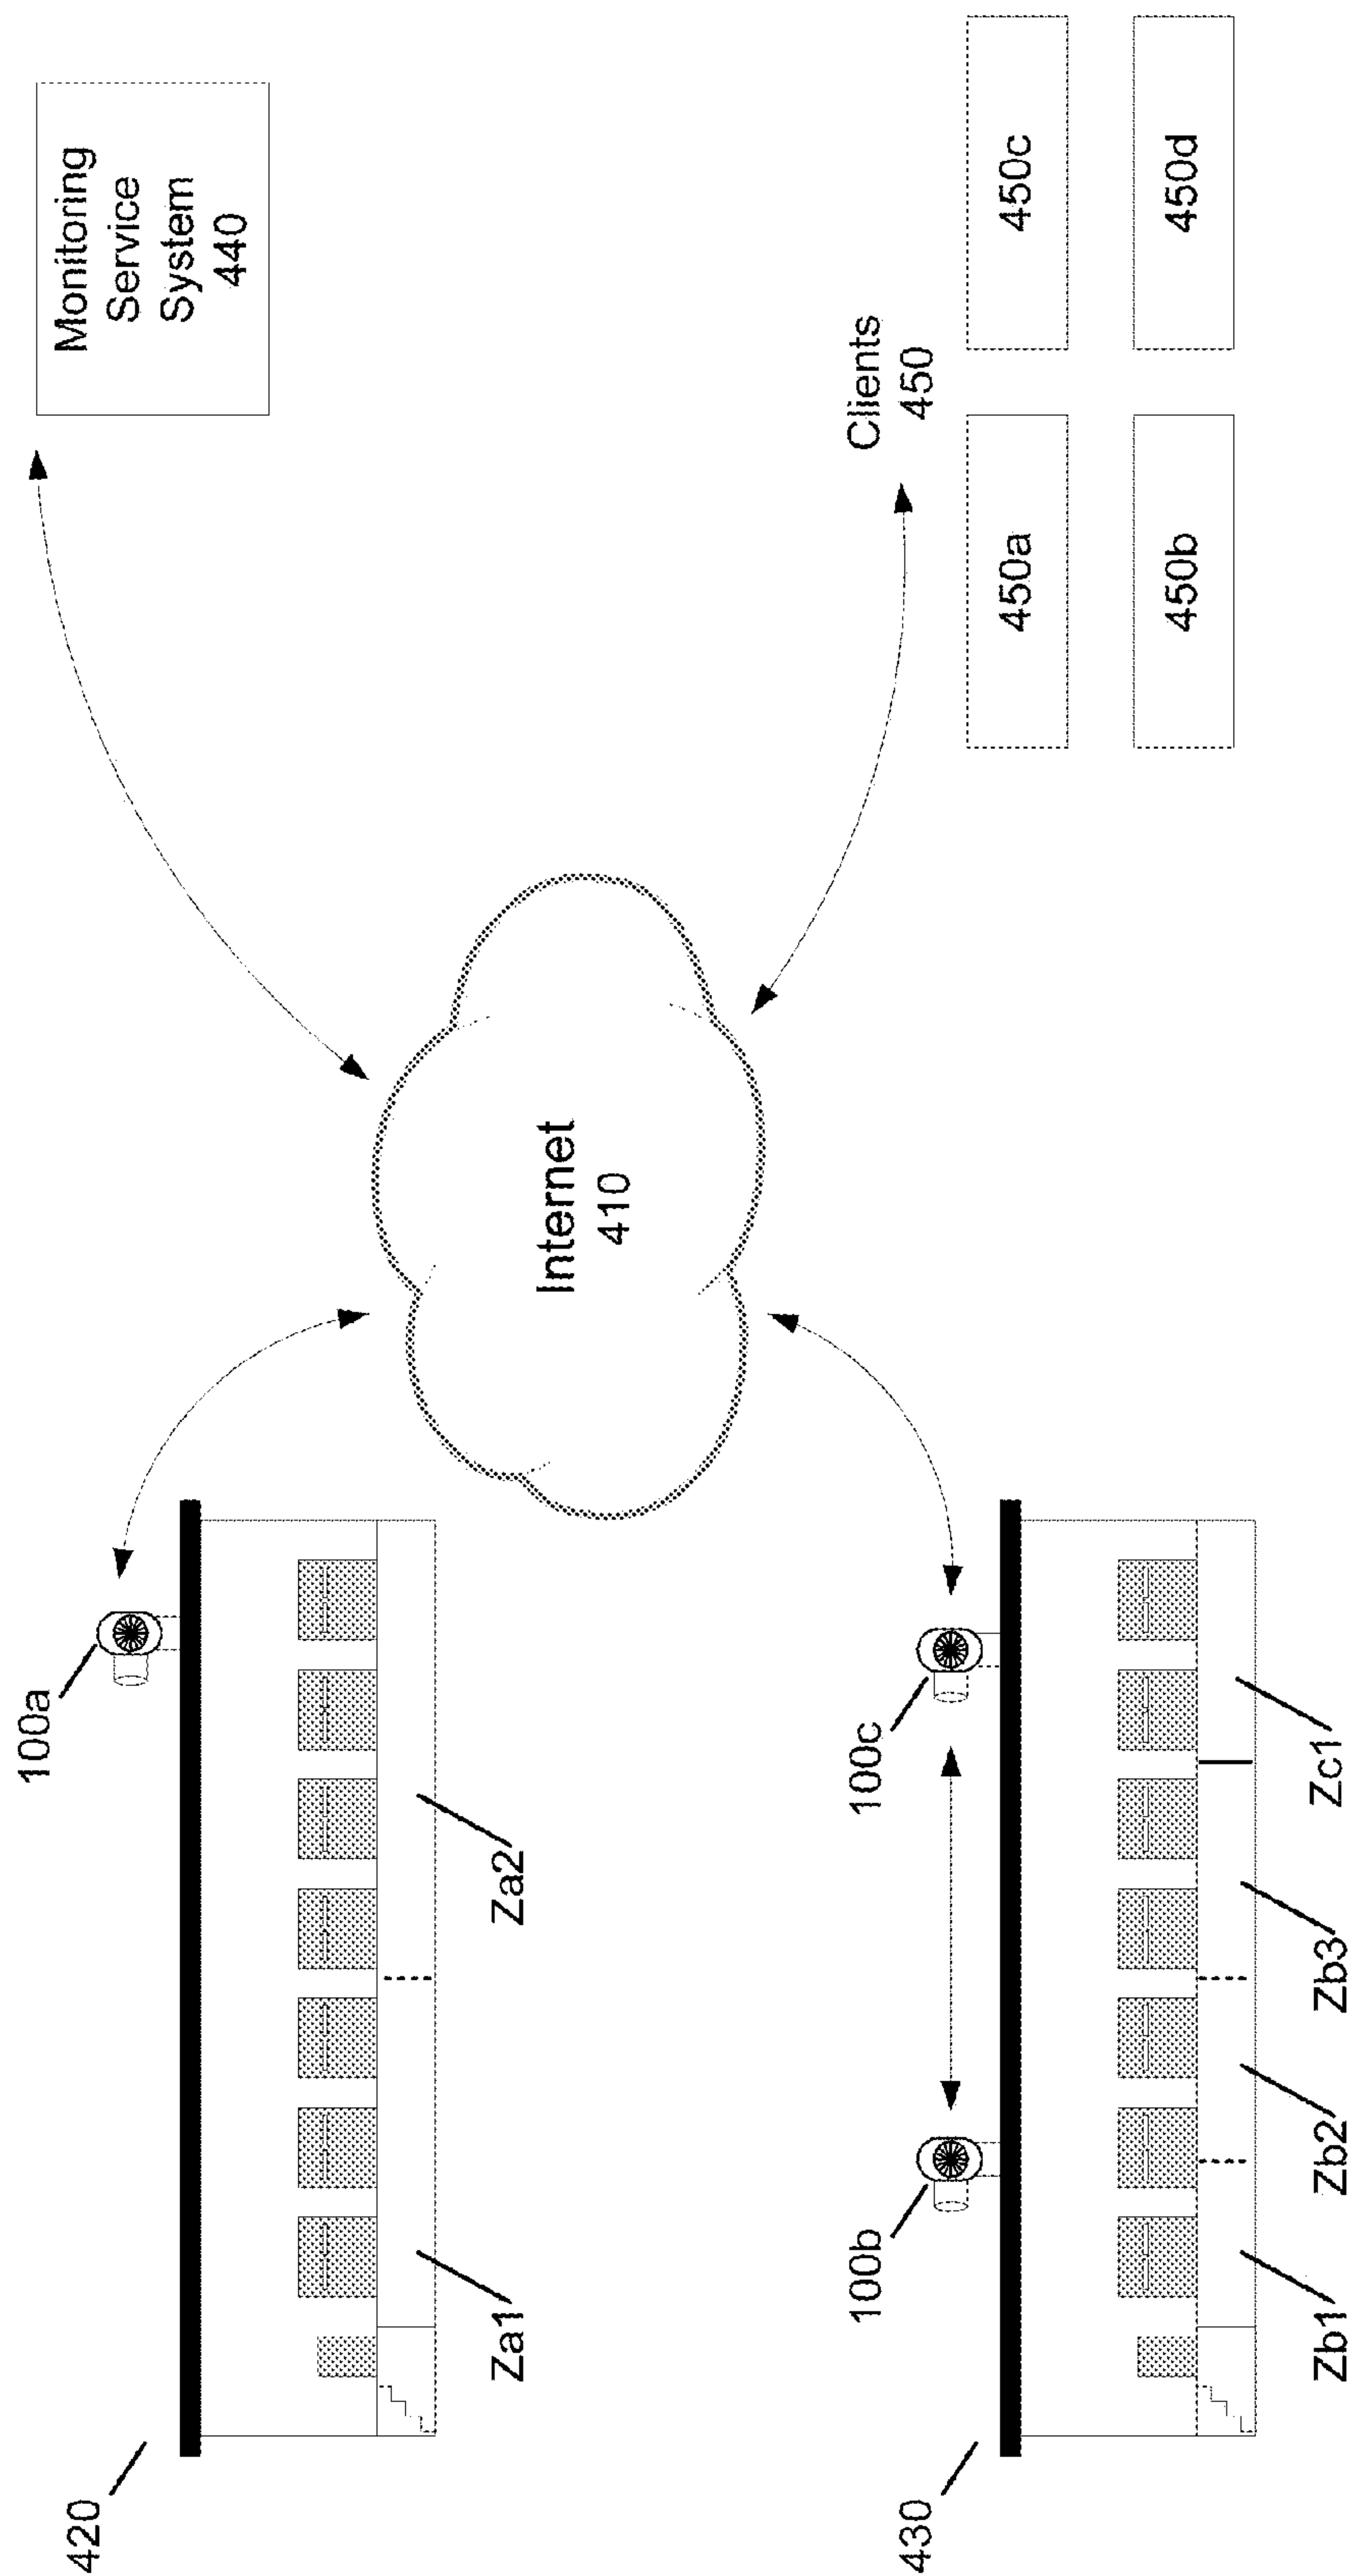 420
100a
Za1
Za2
430
100b
100c
Zb1
Zb2
Zb3
Zc1
Internet
410
Monitoring
Service
System
440
Clients
450
450a
450c
450b
450d